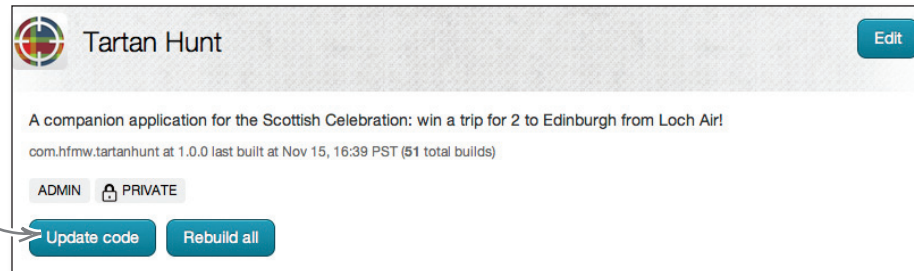 Tartan Hunt
Edit
A companion application for the Scottish Celebration: win a trip for 2 to Edinburgh from Loch Air!
com.hfmw.tartanhunt at 1.0.0 last built at Nov 15, 16:39 PST (51 total builds)
ADMIN PRIVATE
Update code Rebuild all